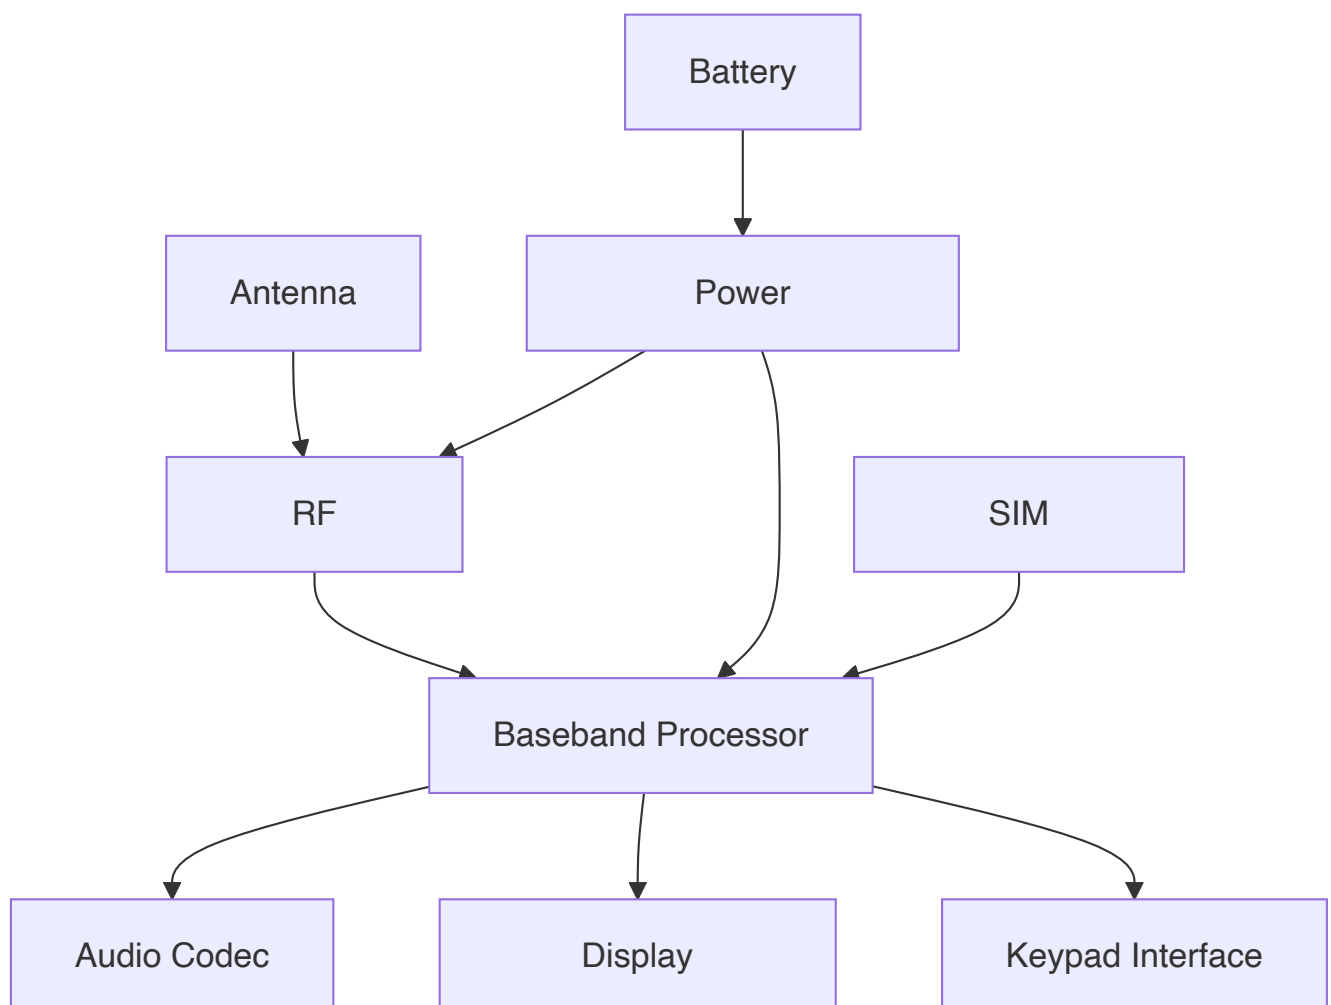 Battery
Antenna
Power
RF
SIM
Baseband Processor
Audio Codec
Display
Keypad Interface